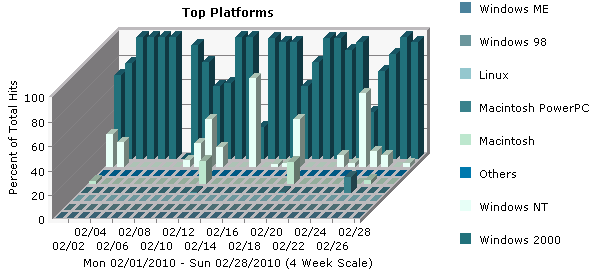 Top Platforms
Windows ME
Windows 98
Linux
Macintosh PowerPC
Macintosh
Others
Windows NT
Windows 2000
Percent of Total Hits
100
80
60
40
20
0
02/04 02/08 02/12 02/16 02/20 02/24 02/28
02/02 02/06 02/10 02/14 02/18 02/22 02/26
Mon 02/01/2010 - Sun 02/28/2010 (4 Week Scale)